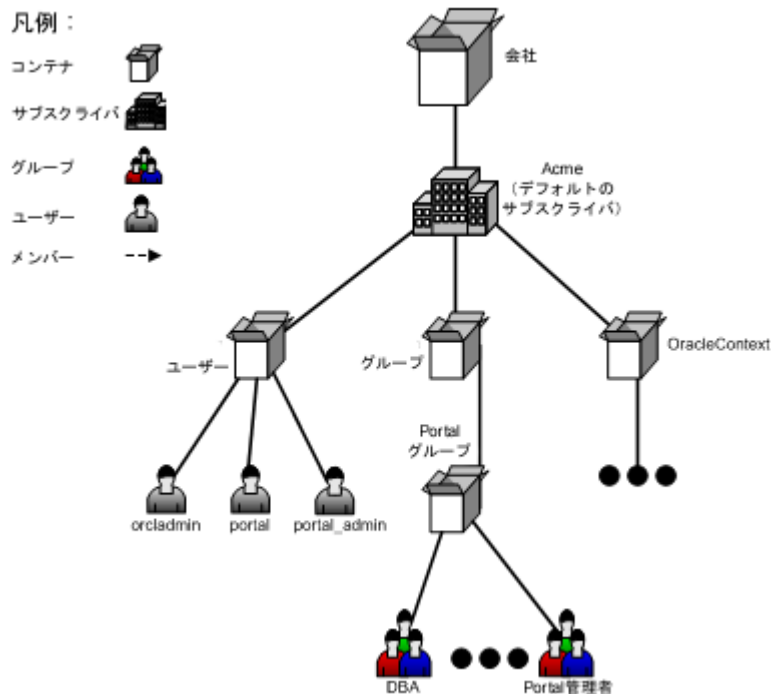 凡例：
コンテナ
サブスクライバ
グループ
ユーザー
メンバー
会社
Acme
（デフォルトの
サブスクライバ）
ユーザー
グループ
OracleContext
Portal
グループ
orcladmin
portal
portal_admin
DBA
Portal管理者